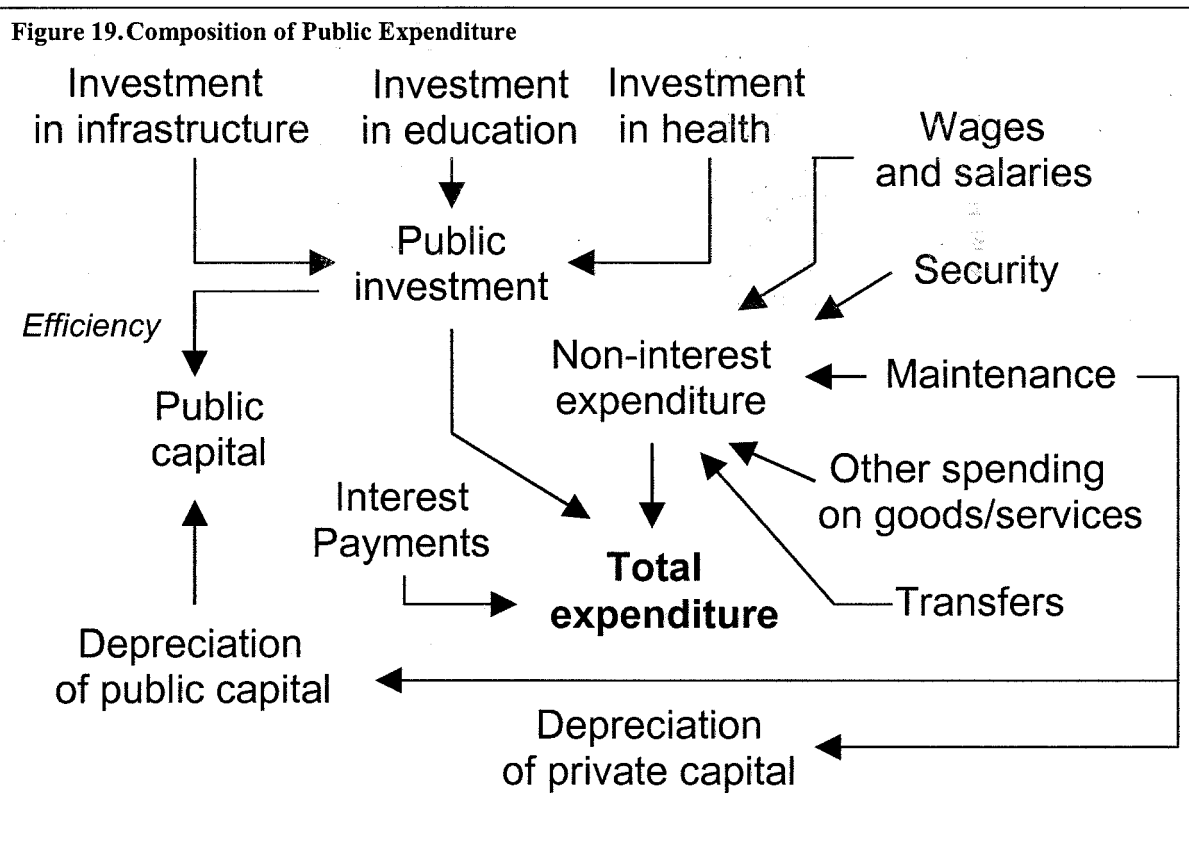 Figure 19. Composition of Public Expenditure
Investment
in infrastructure
Investment
in education
Investment
in health
Wages
and salaries
Public
investment
Security
Efficiency
Non-interest
expenditure
Maintenance
Public
capital
Other spending
on goods/services
Interest
Payments
Total
expenditure
Transfers
Depreciation
of public capital
Depreciation
of private capital